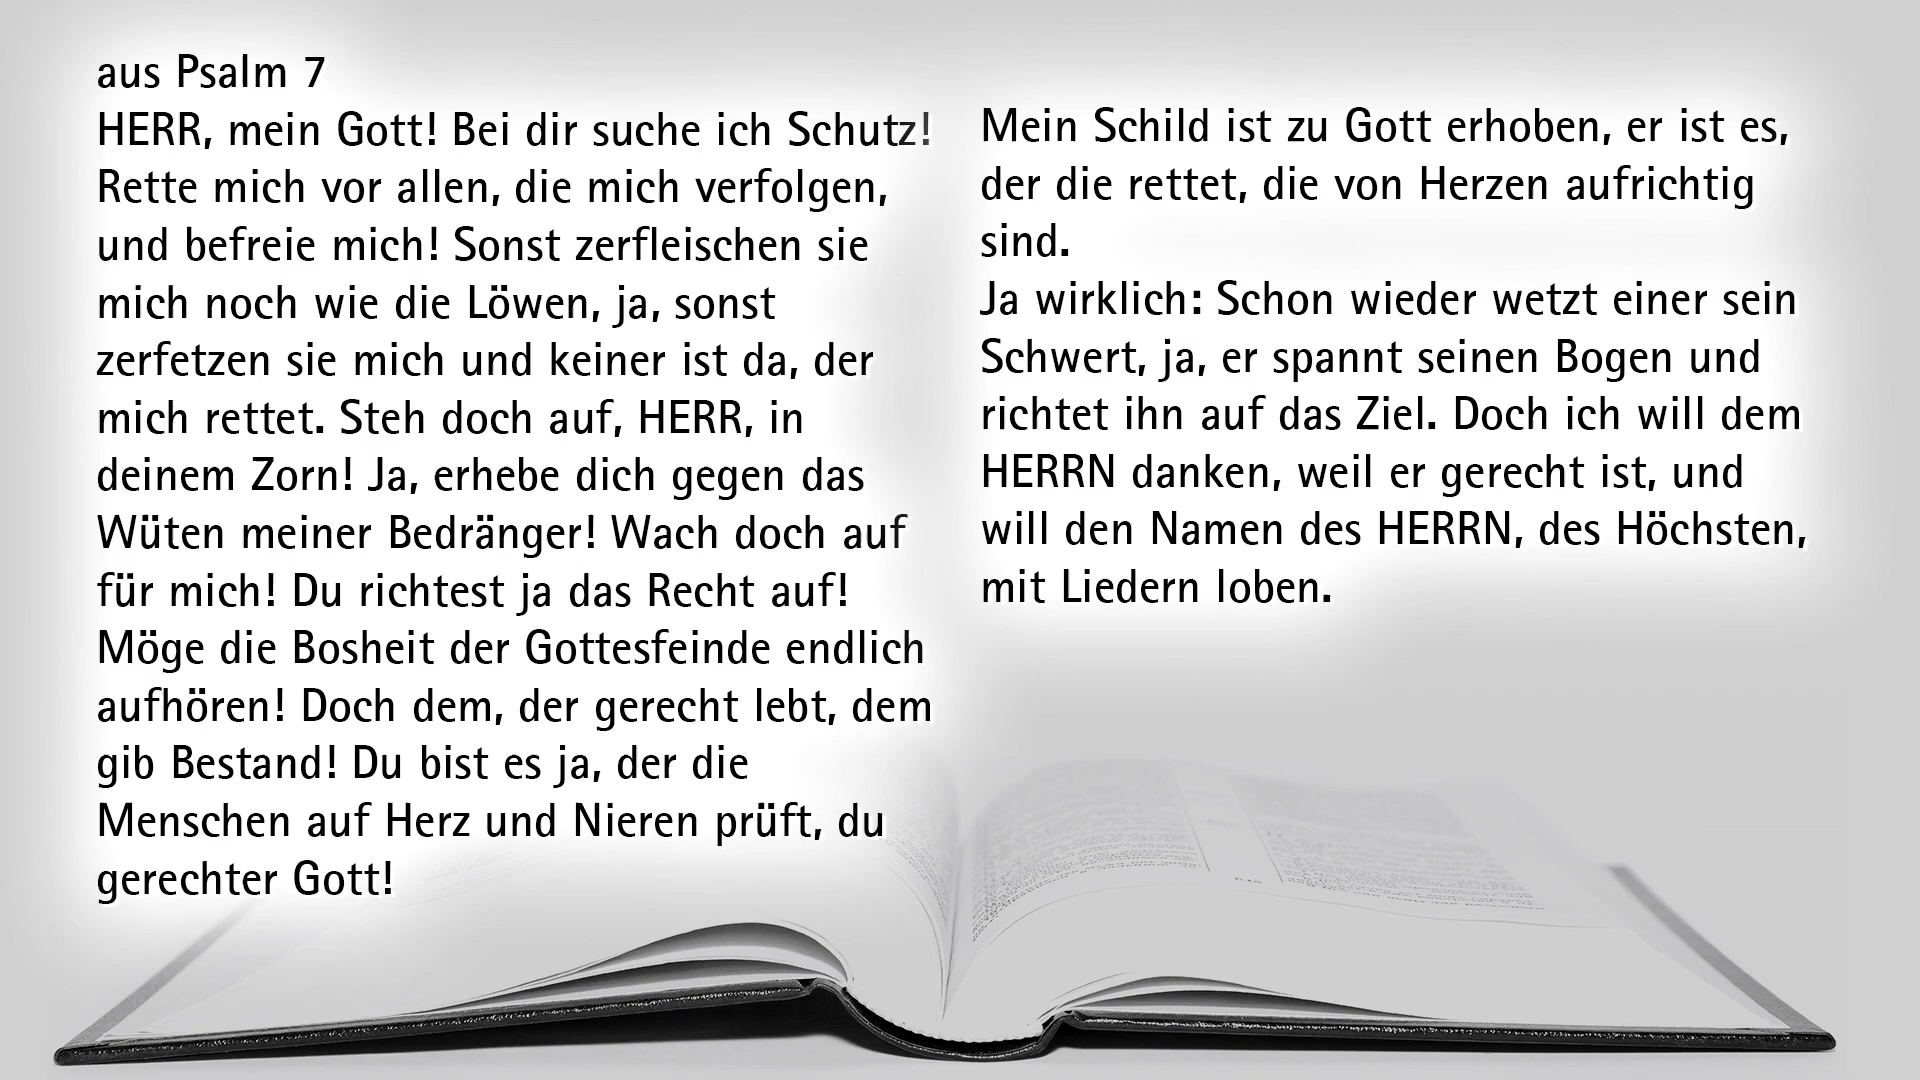 aus Psalm 7
HERR, mein Gott! Bei dir suche ich Schutz!
Rette mich vor allen, die mich verfolgen,
und befreie mich! Sonst zerfleischen sie
mich noch wie die Löwen, ja, sonst
zerfetzen sie mich und keiner ist da, der
mich rettet. Steh doch auf, HERR, in
deinem Zorn! Ja, erhebe dich gegen das
Wüten meiner Bedränger! Wach doch auf
für mich! Du richtest ja das Recht auf!
Möge die Bosheit der Gottesfeinde endlich
aufhören! Doch dem, der gerecht lebt, dem
gib Bestand! Du bist es ja, der die
Menschen auf Herz und Nieren prüft, du
gerechter Gott!
Mein Schild ist zu Gott erhoben, er ist es,
der die rettet, die von Herzen aufrichtig
sind.
Ja wirklich: Schon wieder wetzt einer sein
Schwert, ja, er spannt seinen Bogen und
richtet ihn auf das Ziel. Doch ich will dem
HERRN danken, weil er gerecht ist, und
will den Namen des HERRN, des Höchsten,
mit Liedern loben.